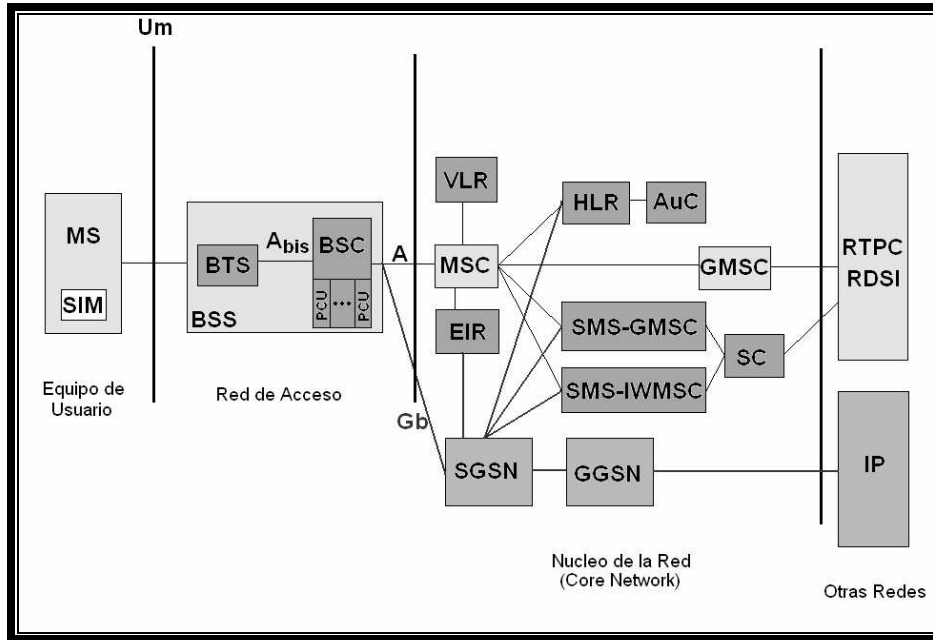 Um
MS
SIM
Equipo de
Usuario
BTS
Abis
BSC
PCU
...
PCU
BSS
Red de Acceso
A
Gb
VLR
MSC
EIR
HLR
AuC
GMSC
SMS-GMSC
SMS-IWMSC
SC
SGSN
GGSN
Nucleo de la Red
(Core Network)
RTPC
RDSI
IP
Otras Redes